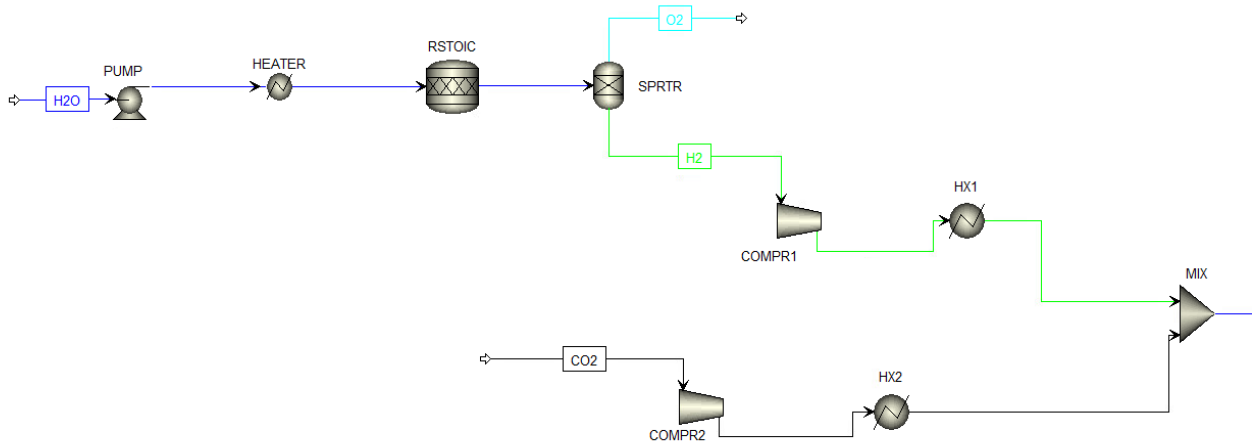 O2
RSTOIC
HEATER
PUMP
SPRTR
H2O
H2
HX1
COMPR1
MIX
CO2
HX2
COMPR2